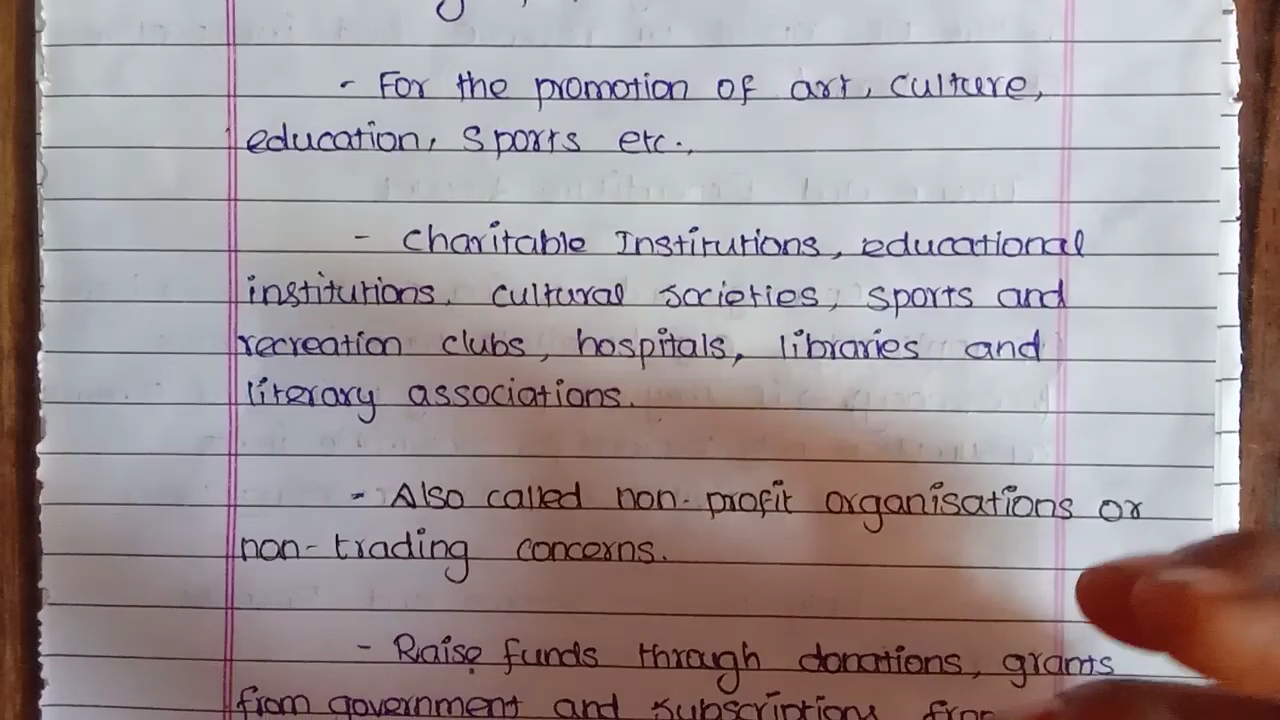 - For the promotion of art, culture,
education, sports etc.,
- Charitable Institutions, educational
institutions, cultural societies, sports and
recreation clubs, hospitals, libraries and
literary associations.
- Also called non-profit organisations or
non-trading concerns.
- Raise funds through donations, grants
from government and subscriptions from